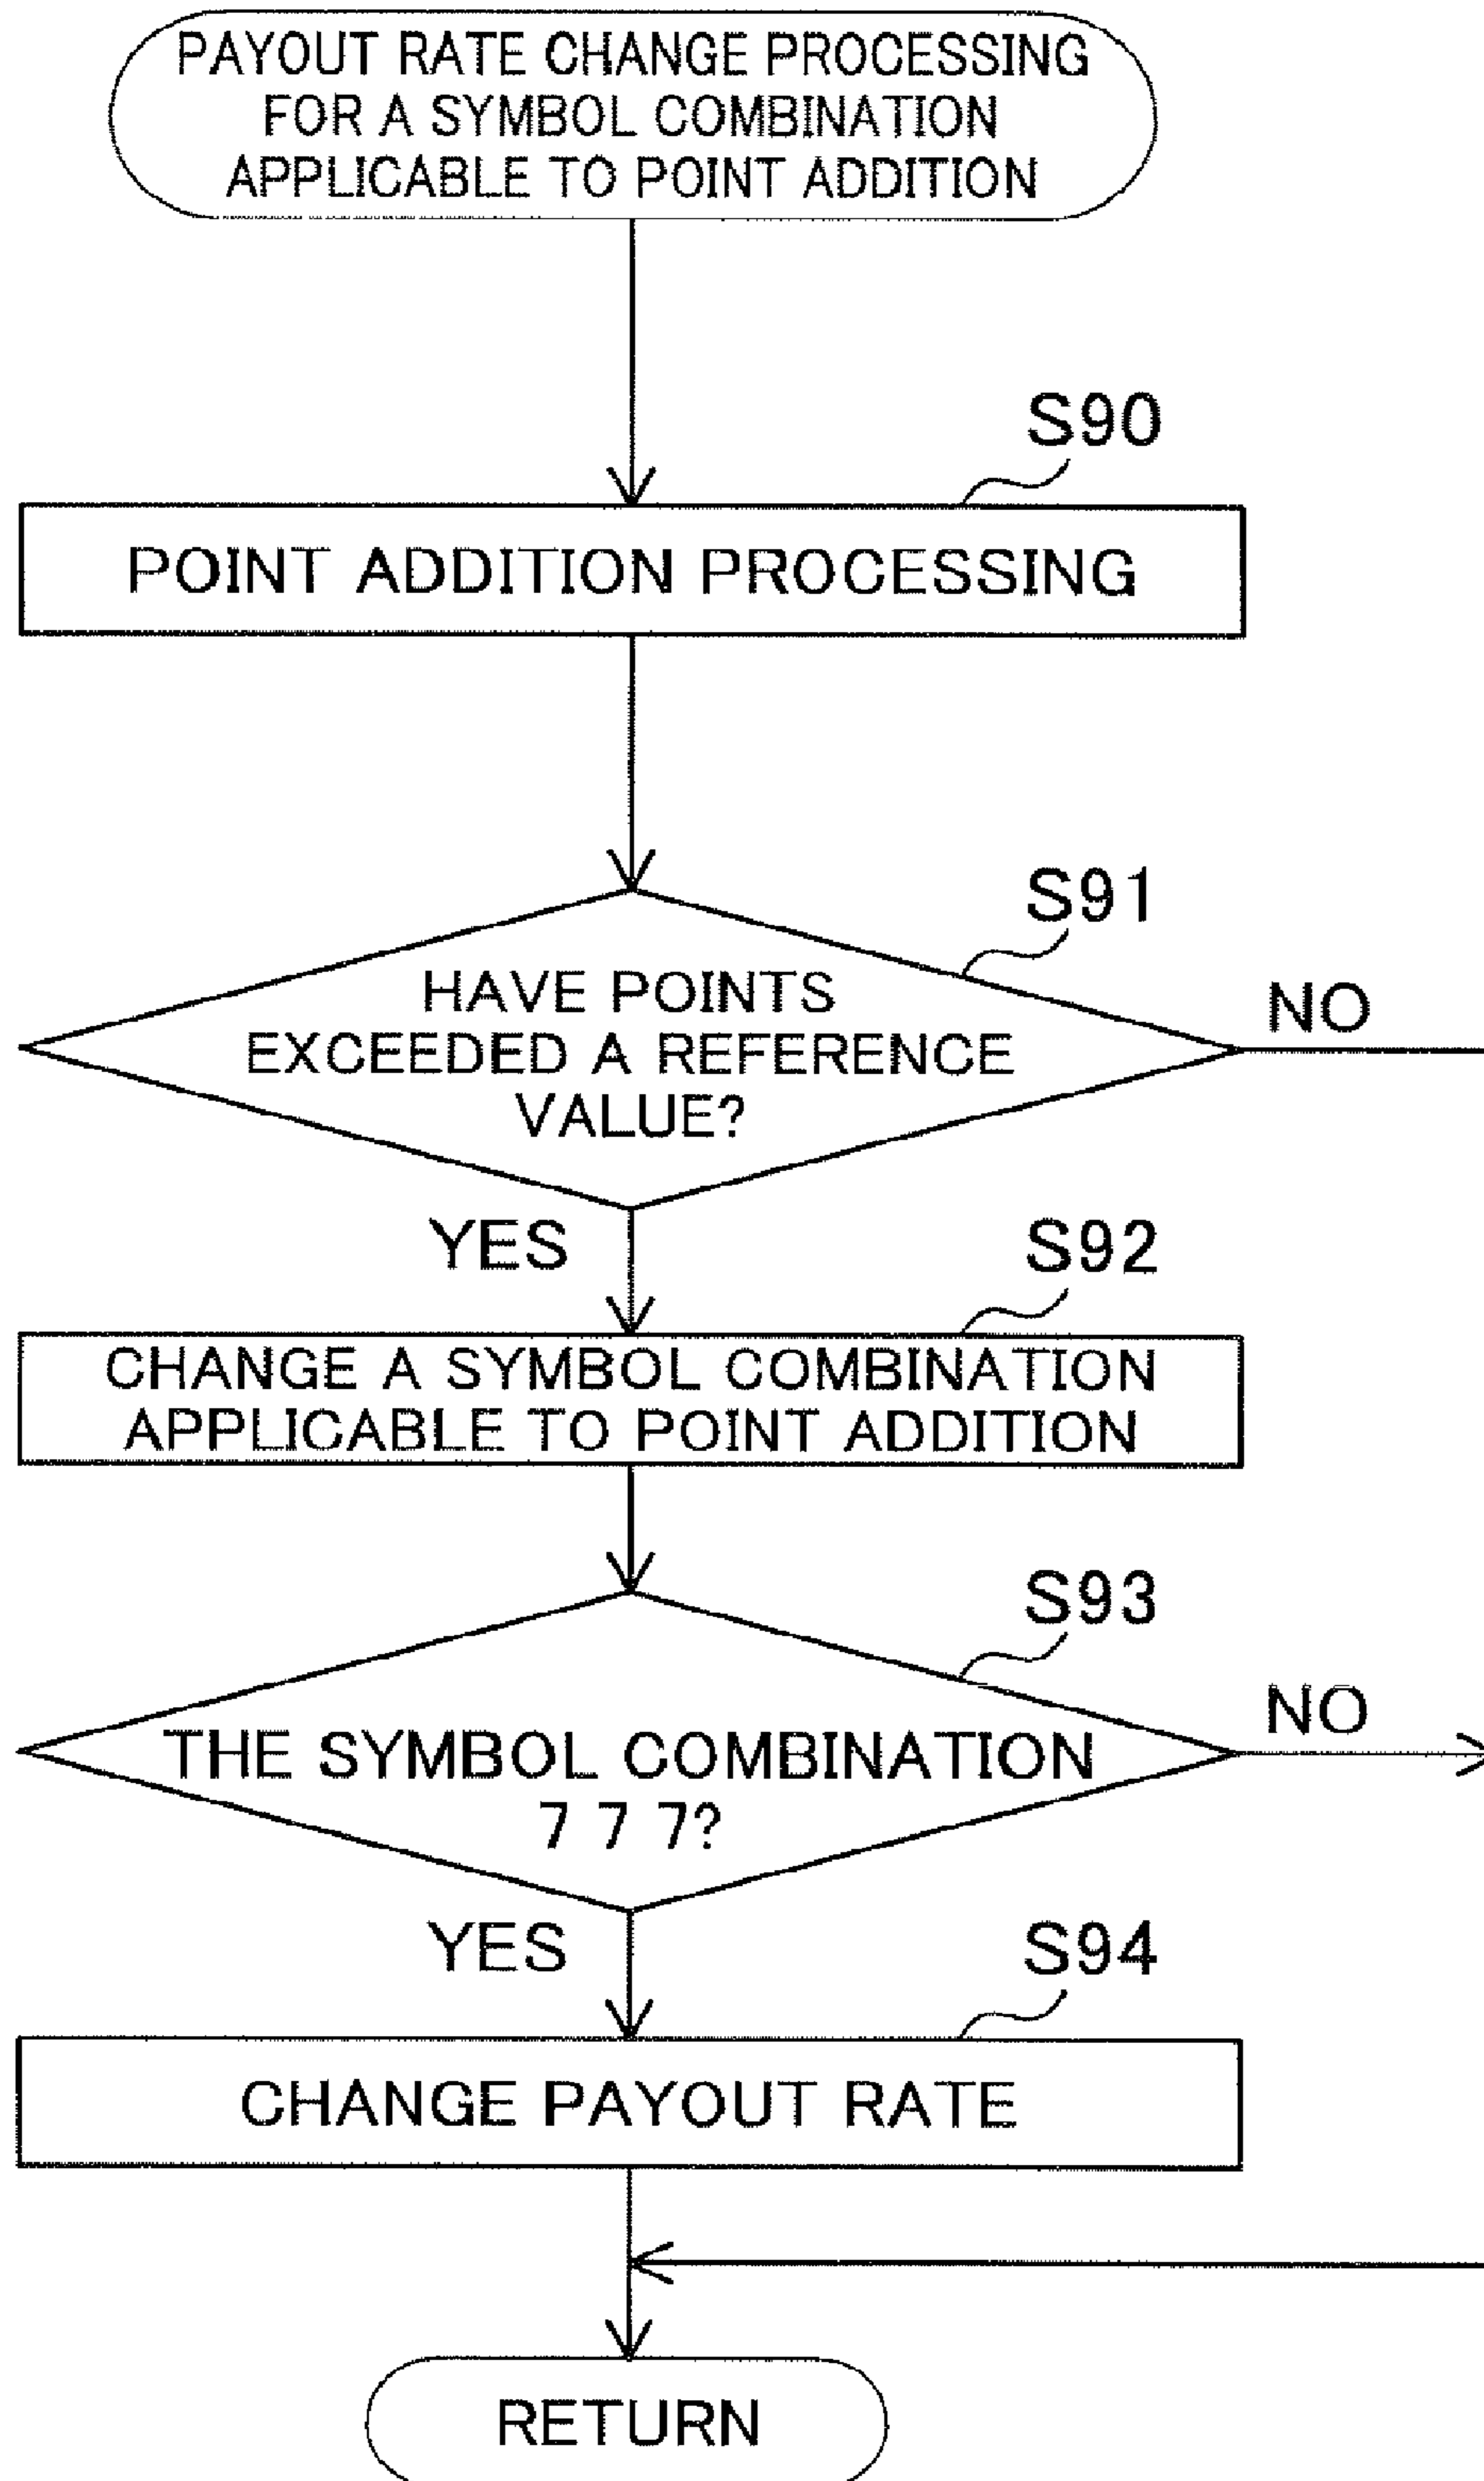 PAYOUT RATE CHANGE PROCESSING
FOR A SYMBOL COMBINATION
APPLICABLE TO POINT ADDITION
S90
POINT ADDITION PROCESSING
S91
HAVE POINTS
EXCEEDED A REFERENCE
VALUE?
NO
YES
S92
CHANGE A SYMBOL COMBINATION
APPLICABLE TO POINT ADDITION
S93
THE SYMBOL COMBINATION
7 7 7?
NO
YES
S94
CHANGE PAYOUT RATE
RETURN